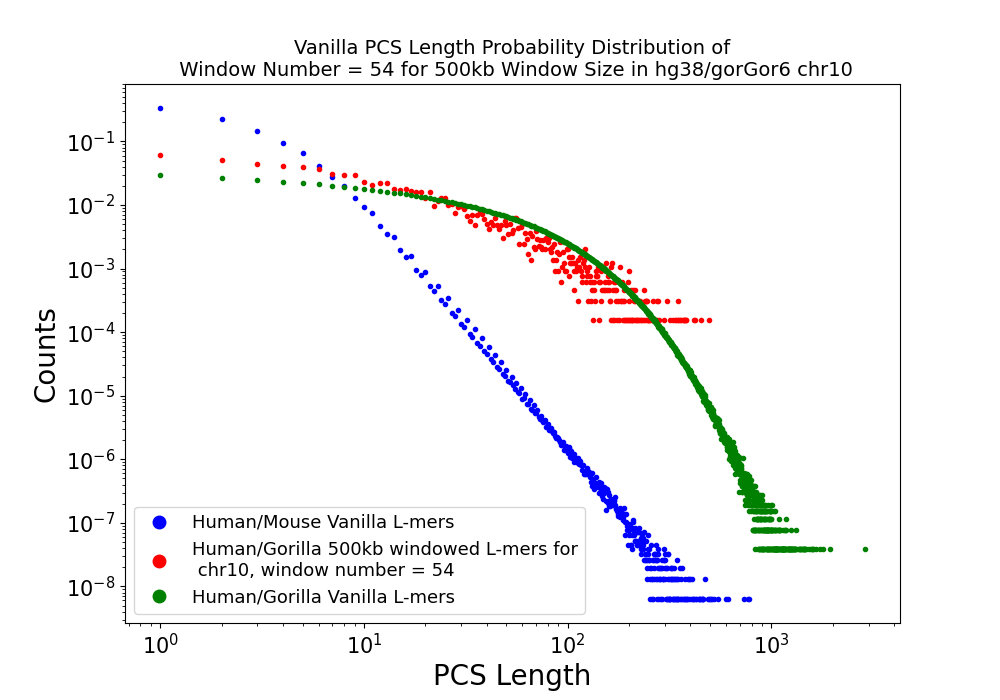 Vanilla PCS Length Probability Distribution of
Window Number = 54 for 500kb Window Size in hg38/gorGor6 chr10
Counts
10⁻¹
10⁻²
10⁻³
10⁻⁴
10⁻⁵
10⁻⁶
10⁻⁷
10⁻⁸
Human/Mouse Vanilla L-mers
Human/Gorilla 500kb windowed L-mers for
chr10, window number = 54
Human/Gorilla Vanilla L-mers
10⁰ 10¹ 10² 10³
PCS Length